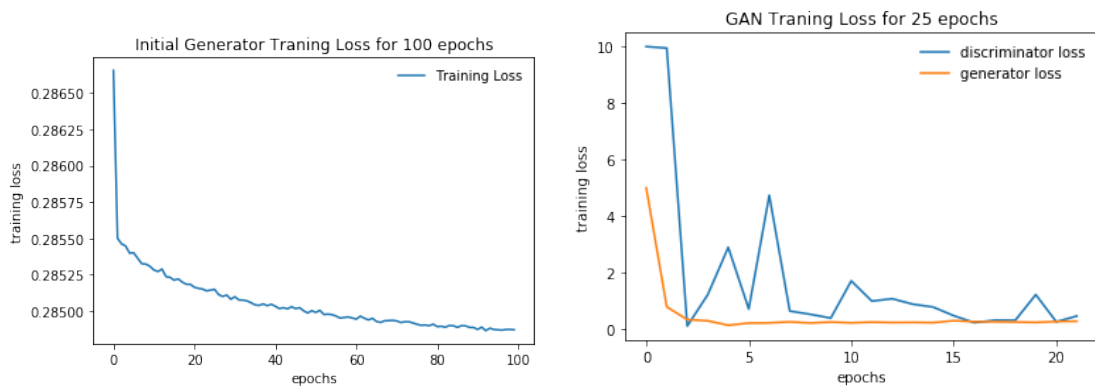 Initial Generator Traning Loss for 100 epochs
Training Loss
0.28650
0.28625
0.28600
0.28575
0.28550
0.28525
0.28500
training loss
0
20
40
60
80
100
epochs
GAN Traning Loss for 25 epochs
discriminator loss
generator loss
10
8
6
4
2
0
training loss
0
5
10
15
20
epochs